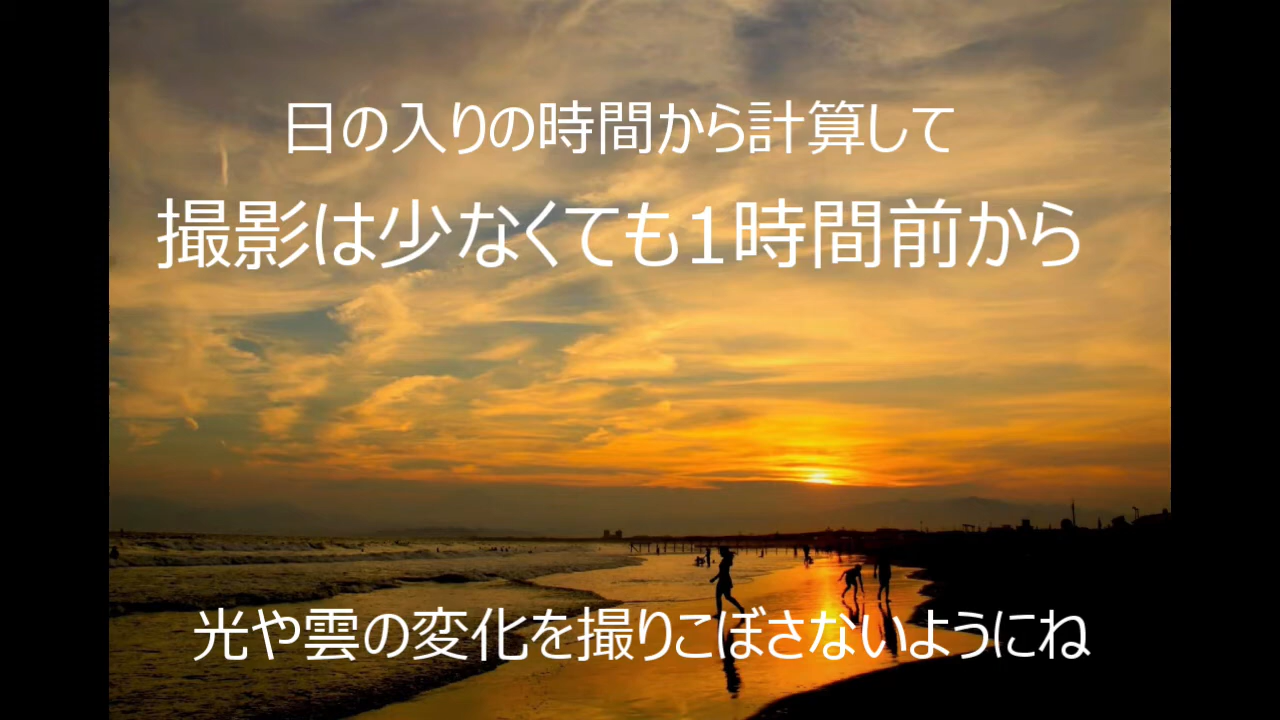 日の入りの時間から計算して
撮影は少なくても1時間前から
光や雲の変化を撮りこぼさないようにね